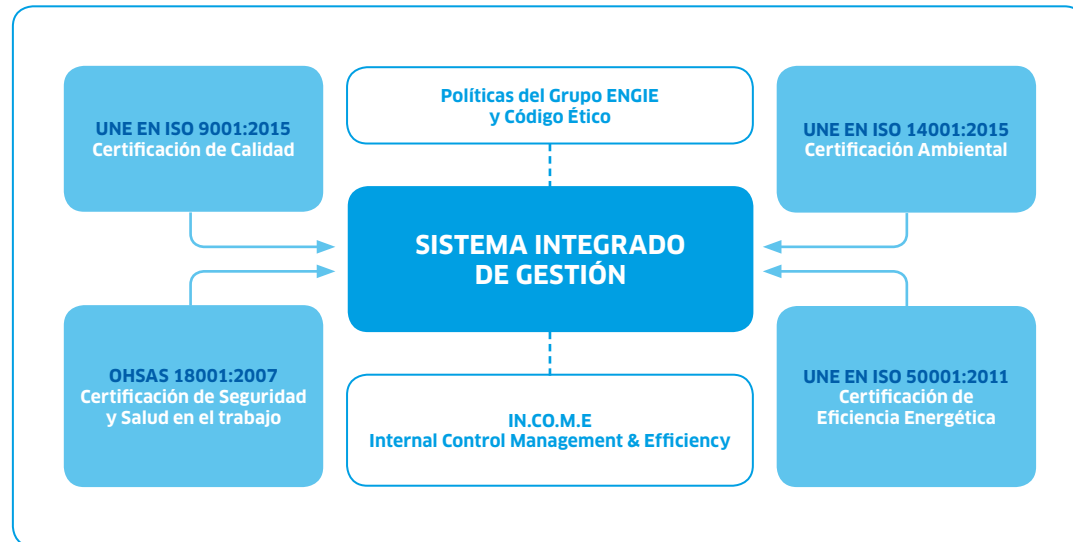 UNE EN ISO 9001:2015
Certificación de Calidad
Políticas del Grupo ENGIE
y Código Ético
UNE EN ISO 14001:2015
Certificación Ambiental
SISTEMA INTEGRADO
DE GESTIÓN
OHSAS 18001:2007
Certificación de Seguridad
y Salud en el trabajo
IN.CO.M.E
Internal Control Management & Efficiency
UNE EN ISO 50001:2011
Certificación de
Eficiencia Energética